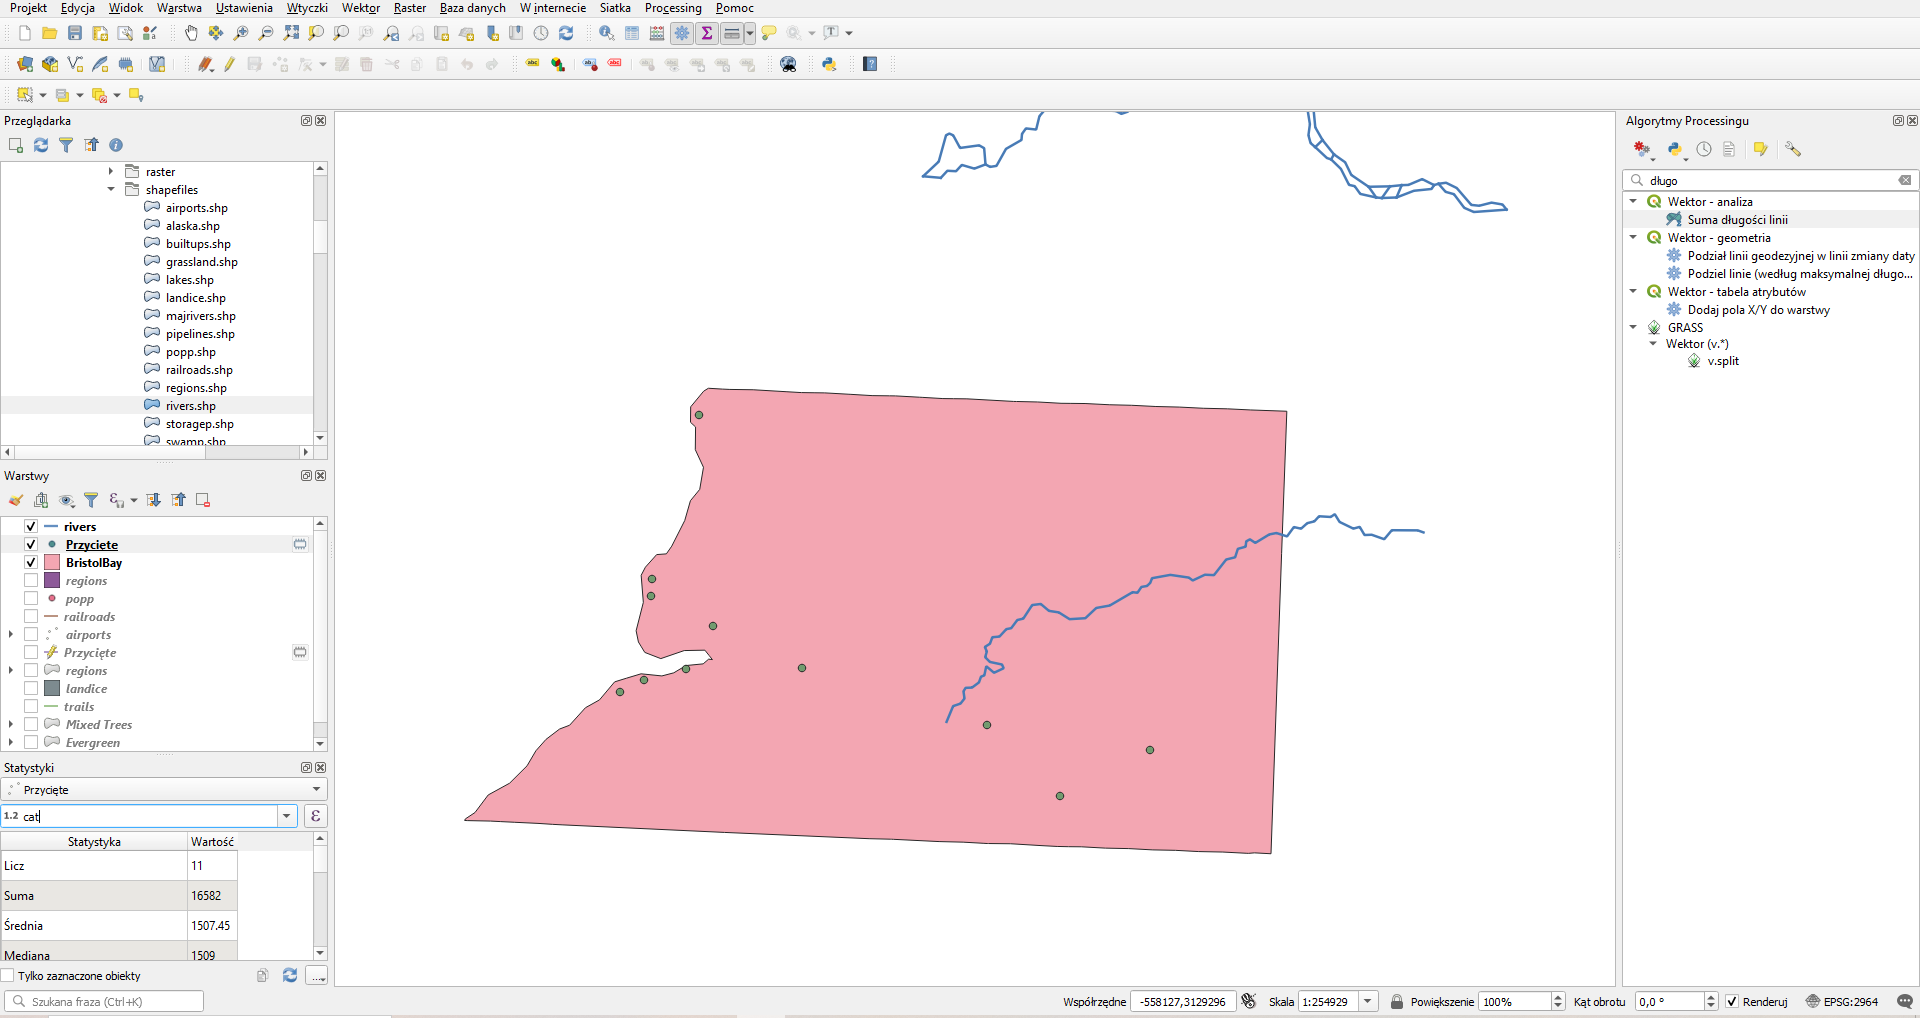 Projekt Edycja Widok Warstwa Ustawienia Wtyczki Wektor Raster Baza danych W internecie Siatka Processing Pomoc
Przeglądarka
raster
shapefiles
airports.shp
alaska.shp
builtups.shp
grassland.shp
lakes.shp
landice.shp
majrivers.shp
pipelines.shp
popp.shp
railroads.shp
regions.shp
rivers.shp
storagep.shp
swamp.shp
Warstwy
rivers
Przycięte
BristolBay
regions
popp
railroads
airports
Przycięte
regions
landice
trails
Mixed Trees
Evergreen
Statystyki
Przycięte
1.2 cat
ε
Statystyka Wartość
Licz 11
Suma 16582
Średnia 1507.45
Mediana 1509
Tylko zaznaczone obiekty
...
Algorytmy Processingu
długo
Wektor - analiza
Suma długości linii
Wektor - geometria
Podział linii geodezyjnej w linii zmiany daty
Podziel linie (według maksymalnej długo...
Wektor - tabela atrybutów
Dodaj pola X/Y do warstwy
GRASS
Wektor (v.*)
v.split
Szukana fraza (Ctrl+K) Współrzędne -558127,3129296 Skala 1:254929 Powiększenie 100% Kąt obrotu 0,0 ° Renderuj EPSG:2964